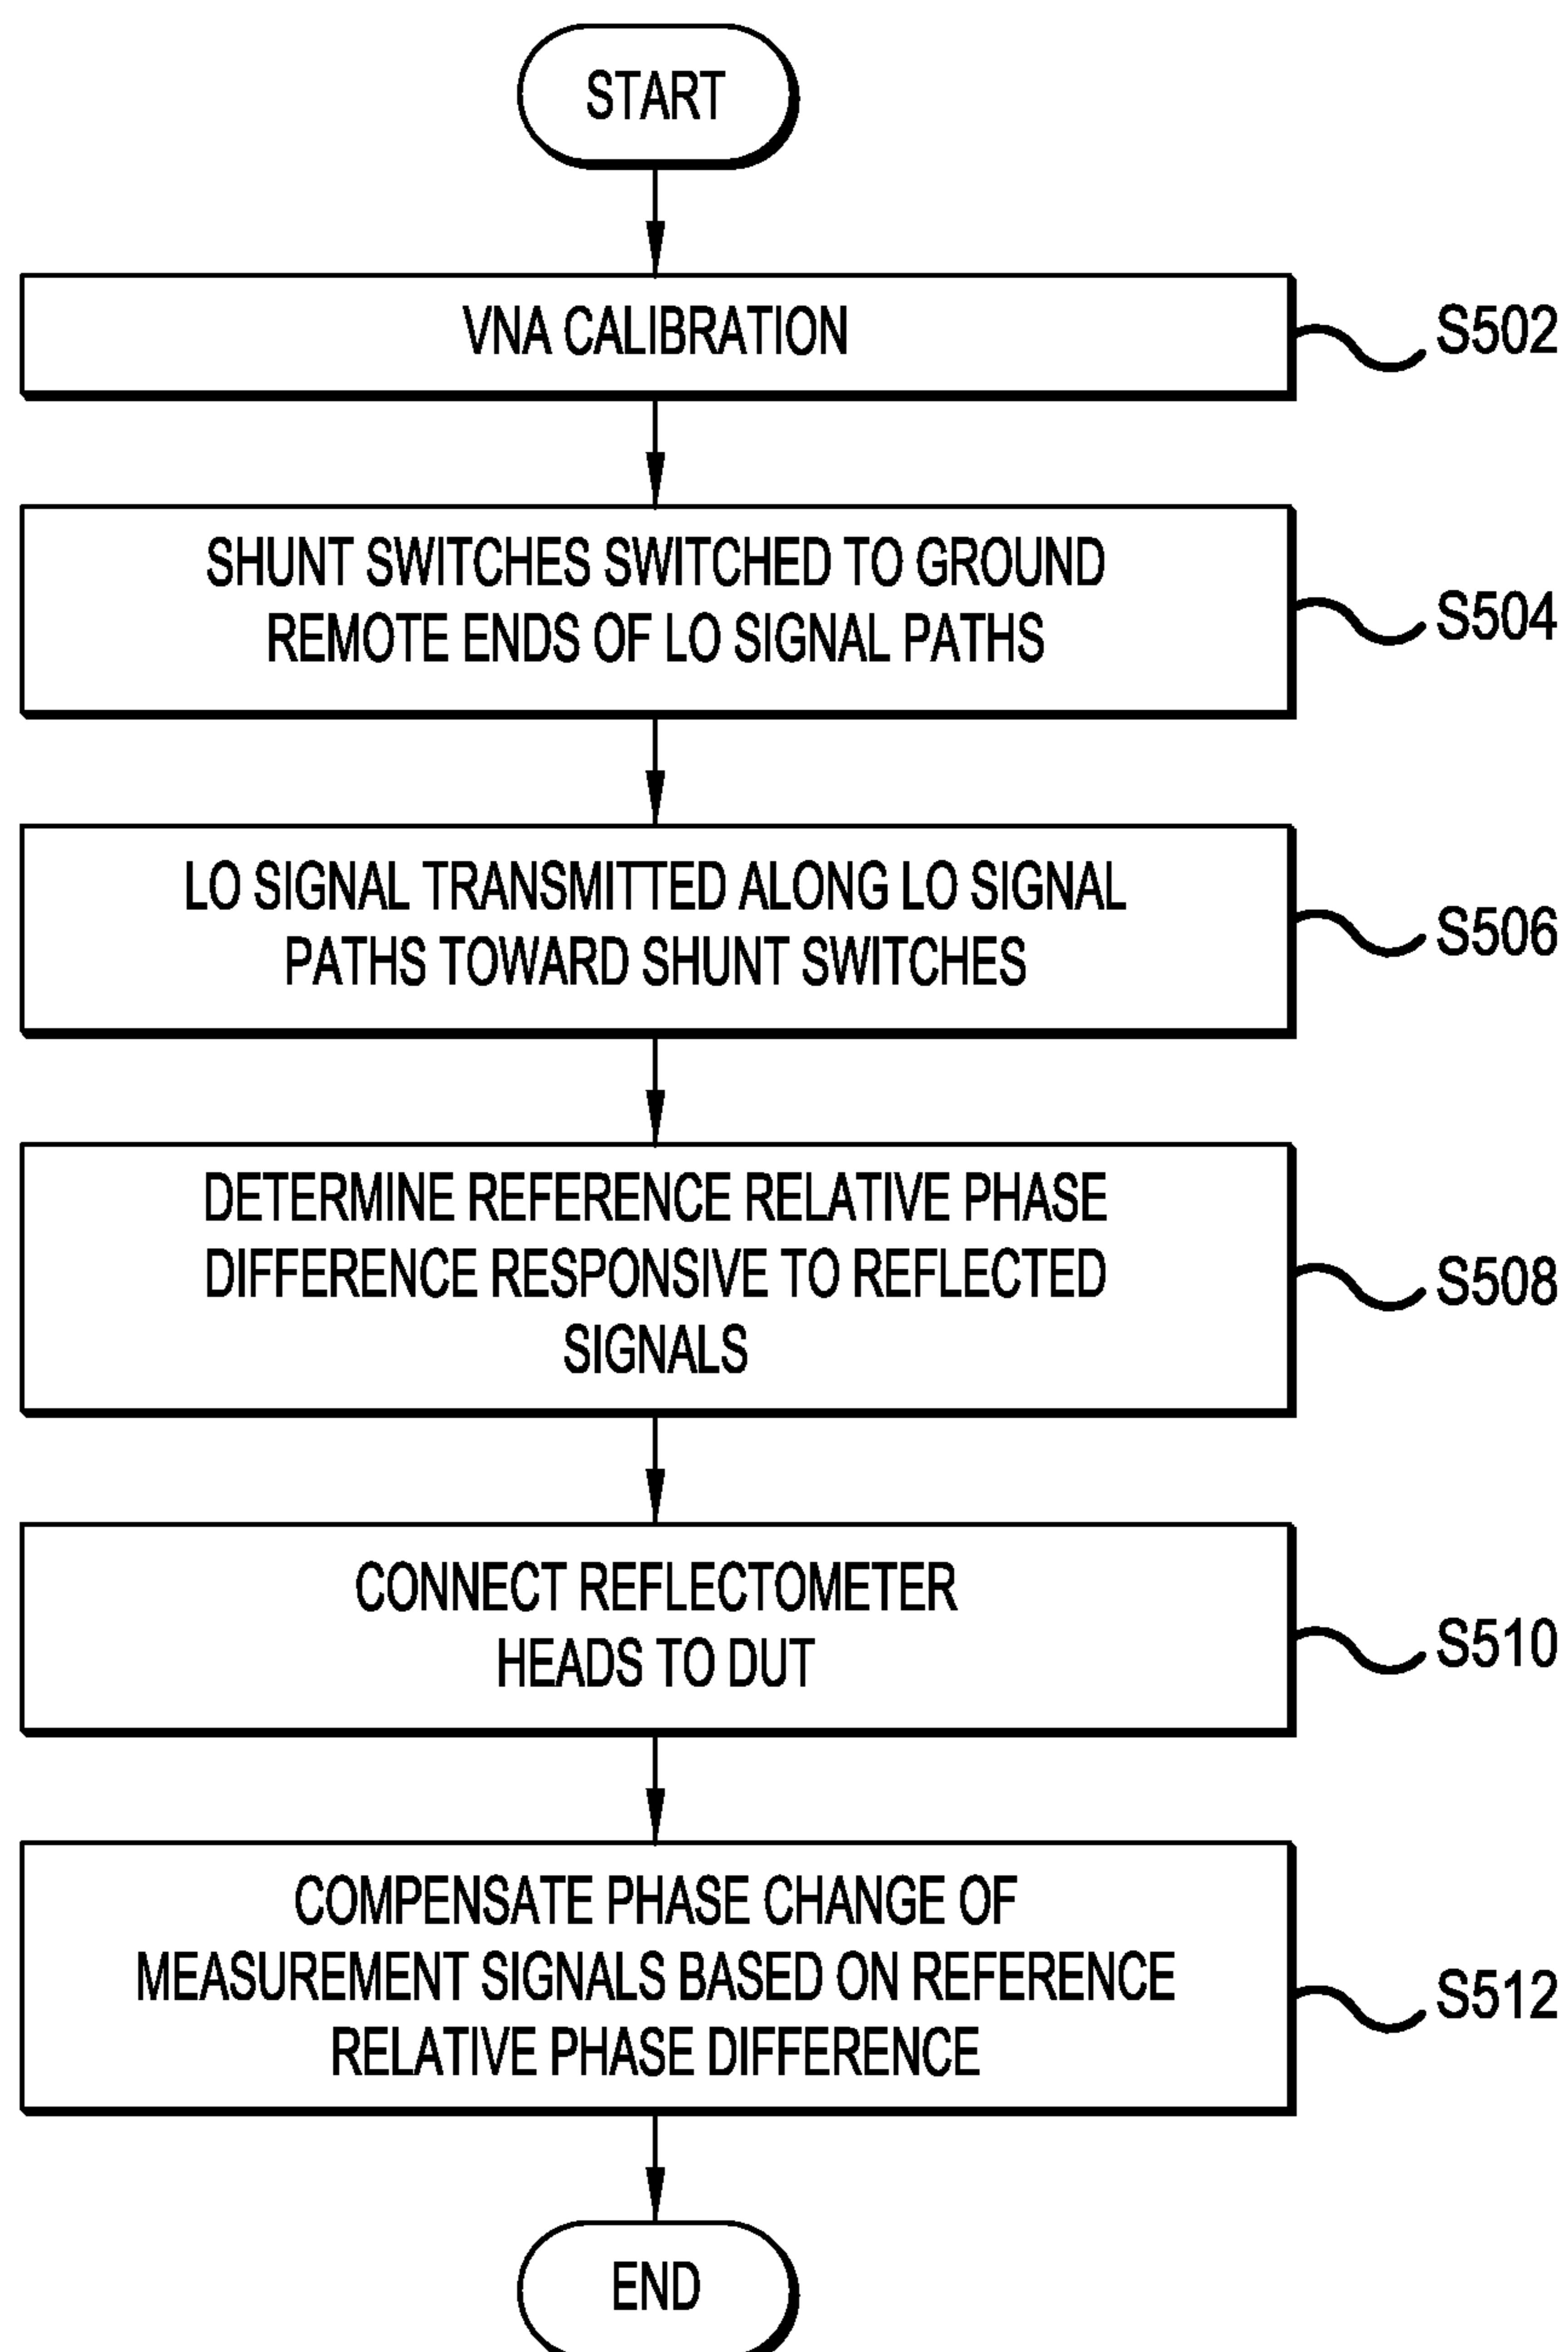 START
VNA CALIBRATION
S502
SHUNT SWITCHES SWITCHED TO GROUND
REMOTE ENDS OF LO SIGNAL PATHS
S504
LO SIGNAL TRANSMITTED ALONG LO SIGNAL
PATHS TOWARD SHUNT SWITCHES
S506
DETERMINE REFERENCE RELATIVE PHASE
DIFFERENCE RESPONSIVE TO REFLECTED
SIGNALS
S508
CONNECT REFLECTOMETER
HEADS TO DUT
S510
COMPENSATE PHASE CHANGE OF
MEASUREMENT SIGNALS BASED ON REFERENCE
RELATIVE PHASE DIFFERENCE
S512
END